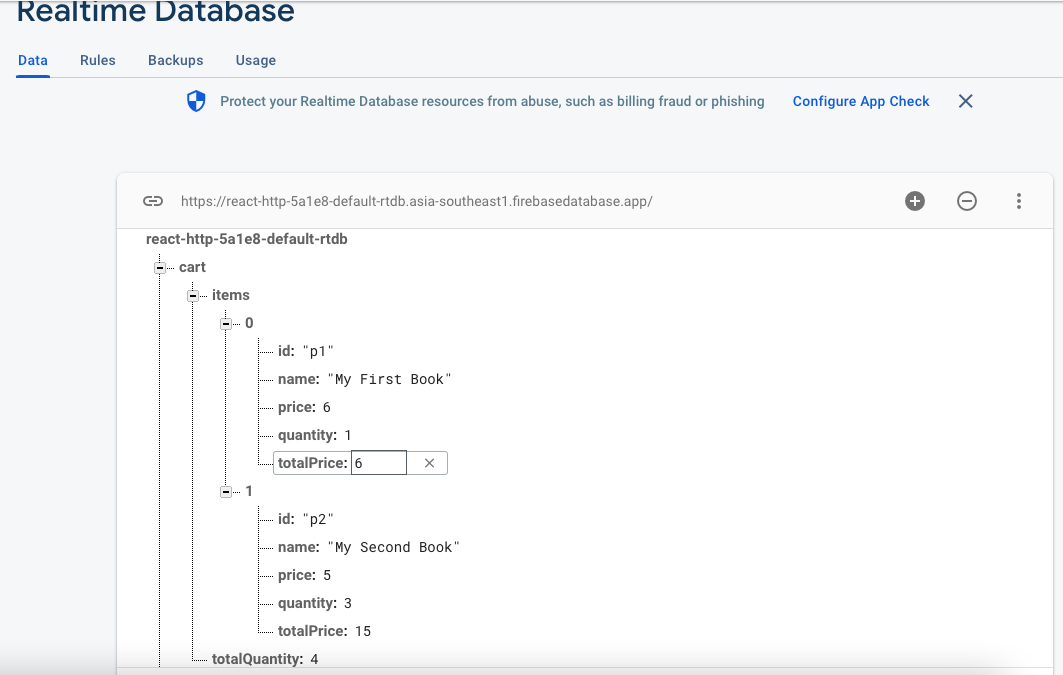 Realtime Database
Data Rules Backups Usage
Protect your Realtime Database resources from abuse, such as billing fraud or phishing Configure App Check
https://react-http-5a1e8-default-rtdb.asia-southeast1.firebasedatabase.app/
react-http-5a1e8-default-rtdb
cart
items
0
id: "p1"
name: "My First Book"
price: 6
quantity: 1
totalPrice: 6
1
id: "p2"
name: "My Second Book"
price: 5
quantity: 3
totalPrice: 15
totalQuantity: 4